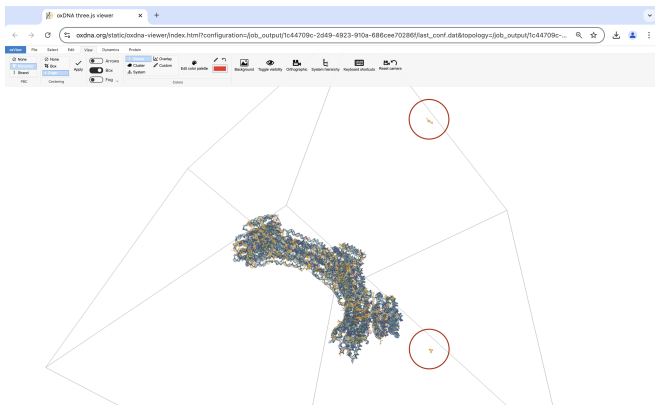 oxDNA three.js viewer
oxdna.org/static/oxdna-viewer/index.html?configuration=/job_output/1c44709c-2d49-4923-910a-686cee70286f/last_conf.dat&topology=/job_output/1c44709c-...
oxView File Select Edit View Dynamics Protein
None
Monomer
Strand
PBC
None
Box
Centering
Apply
Arrows
Box
Fog
Cluster
System
Overlay
Custom
Edit color palette
Colors
Background Toggle visibility Orthographic System hierarchy Keyboard shortcuts Reset camera